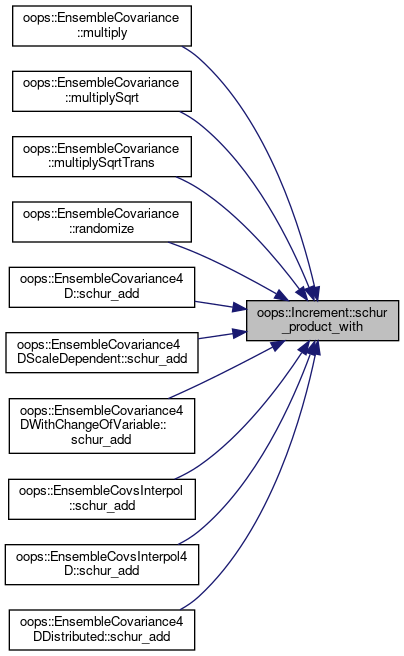 oops::EnsembleCovariance
::multiply
oops::EnsembleCovariance
::multiplySqrt
oops::EnsembleCovariance
::multiplySqrtTrans
oops::EnsembleCovariance
::randomize
oops::EnsembleCovariance4
D::schur_add
oops::Increment::schur
_product_with
oops::EnsembleCovariance4
DScaleDependent::schur_add
oops::EnsembleCovariance4
DWithChangeOfVariable::
schur_add
oops::EnsembleCovsInterpol
::schur_add
oops::EnsembleCovsInterpol4
D::schur_add
oops::EnsembleCovariance4
DDistributed::schur_add